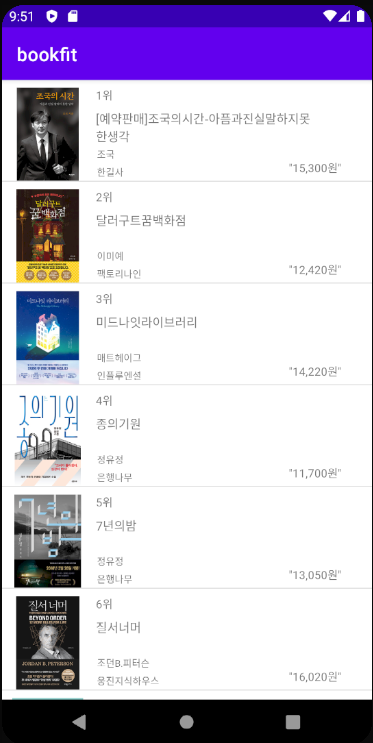 9:51
bookfit
조국의 시간
1위
[예약판매]조국의시간-아픔과진실말하지못
한생각
조국
한길사
"15,300원"
달러구트
꿈 백화점
2위
달러구트꿈백화점
이미예
팩토리나인
"12,420원"
미드나잇 라이브러리
3위
미드나잇라이브러리
매트헤이그
인플루엔셜
"14,220원"
종의 기원
4위
종의기원
정유정
은행나무
"11,700원"
7년의
밤
5위
7년의밤
정유정
은행나무
"13,050원"
질서 너머
BEYOND ORDER
JORDAN B. PETERSON
6위
질서너머
조던B.피터슨
웅진지식하우스
"16,020원"